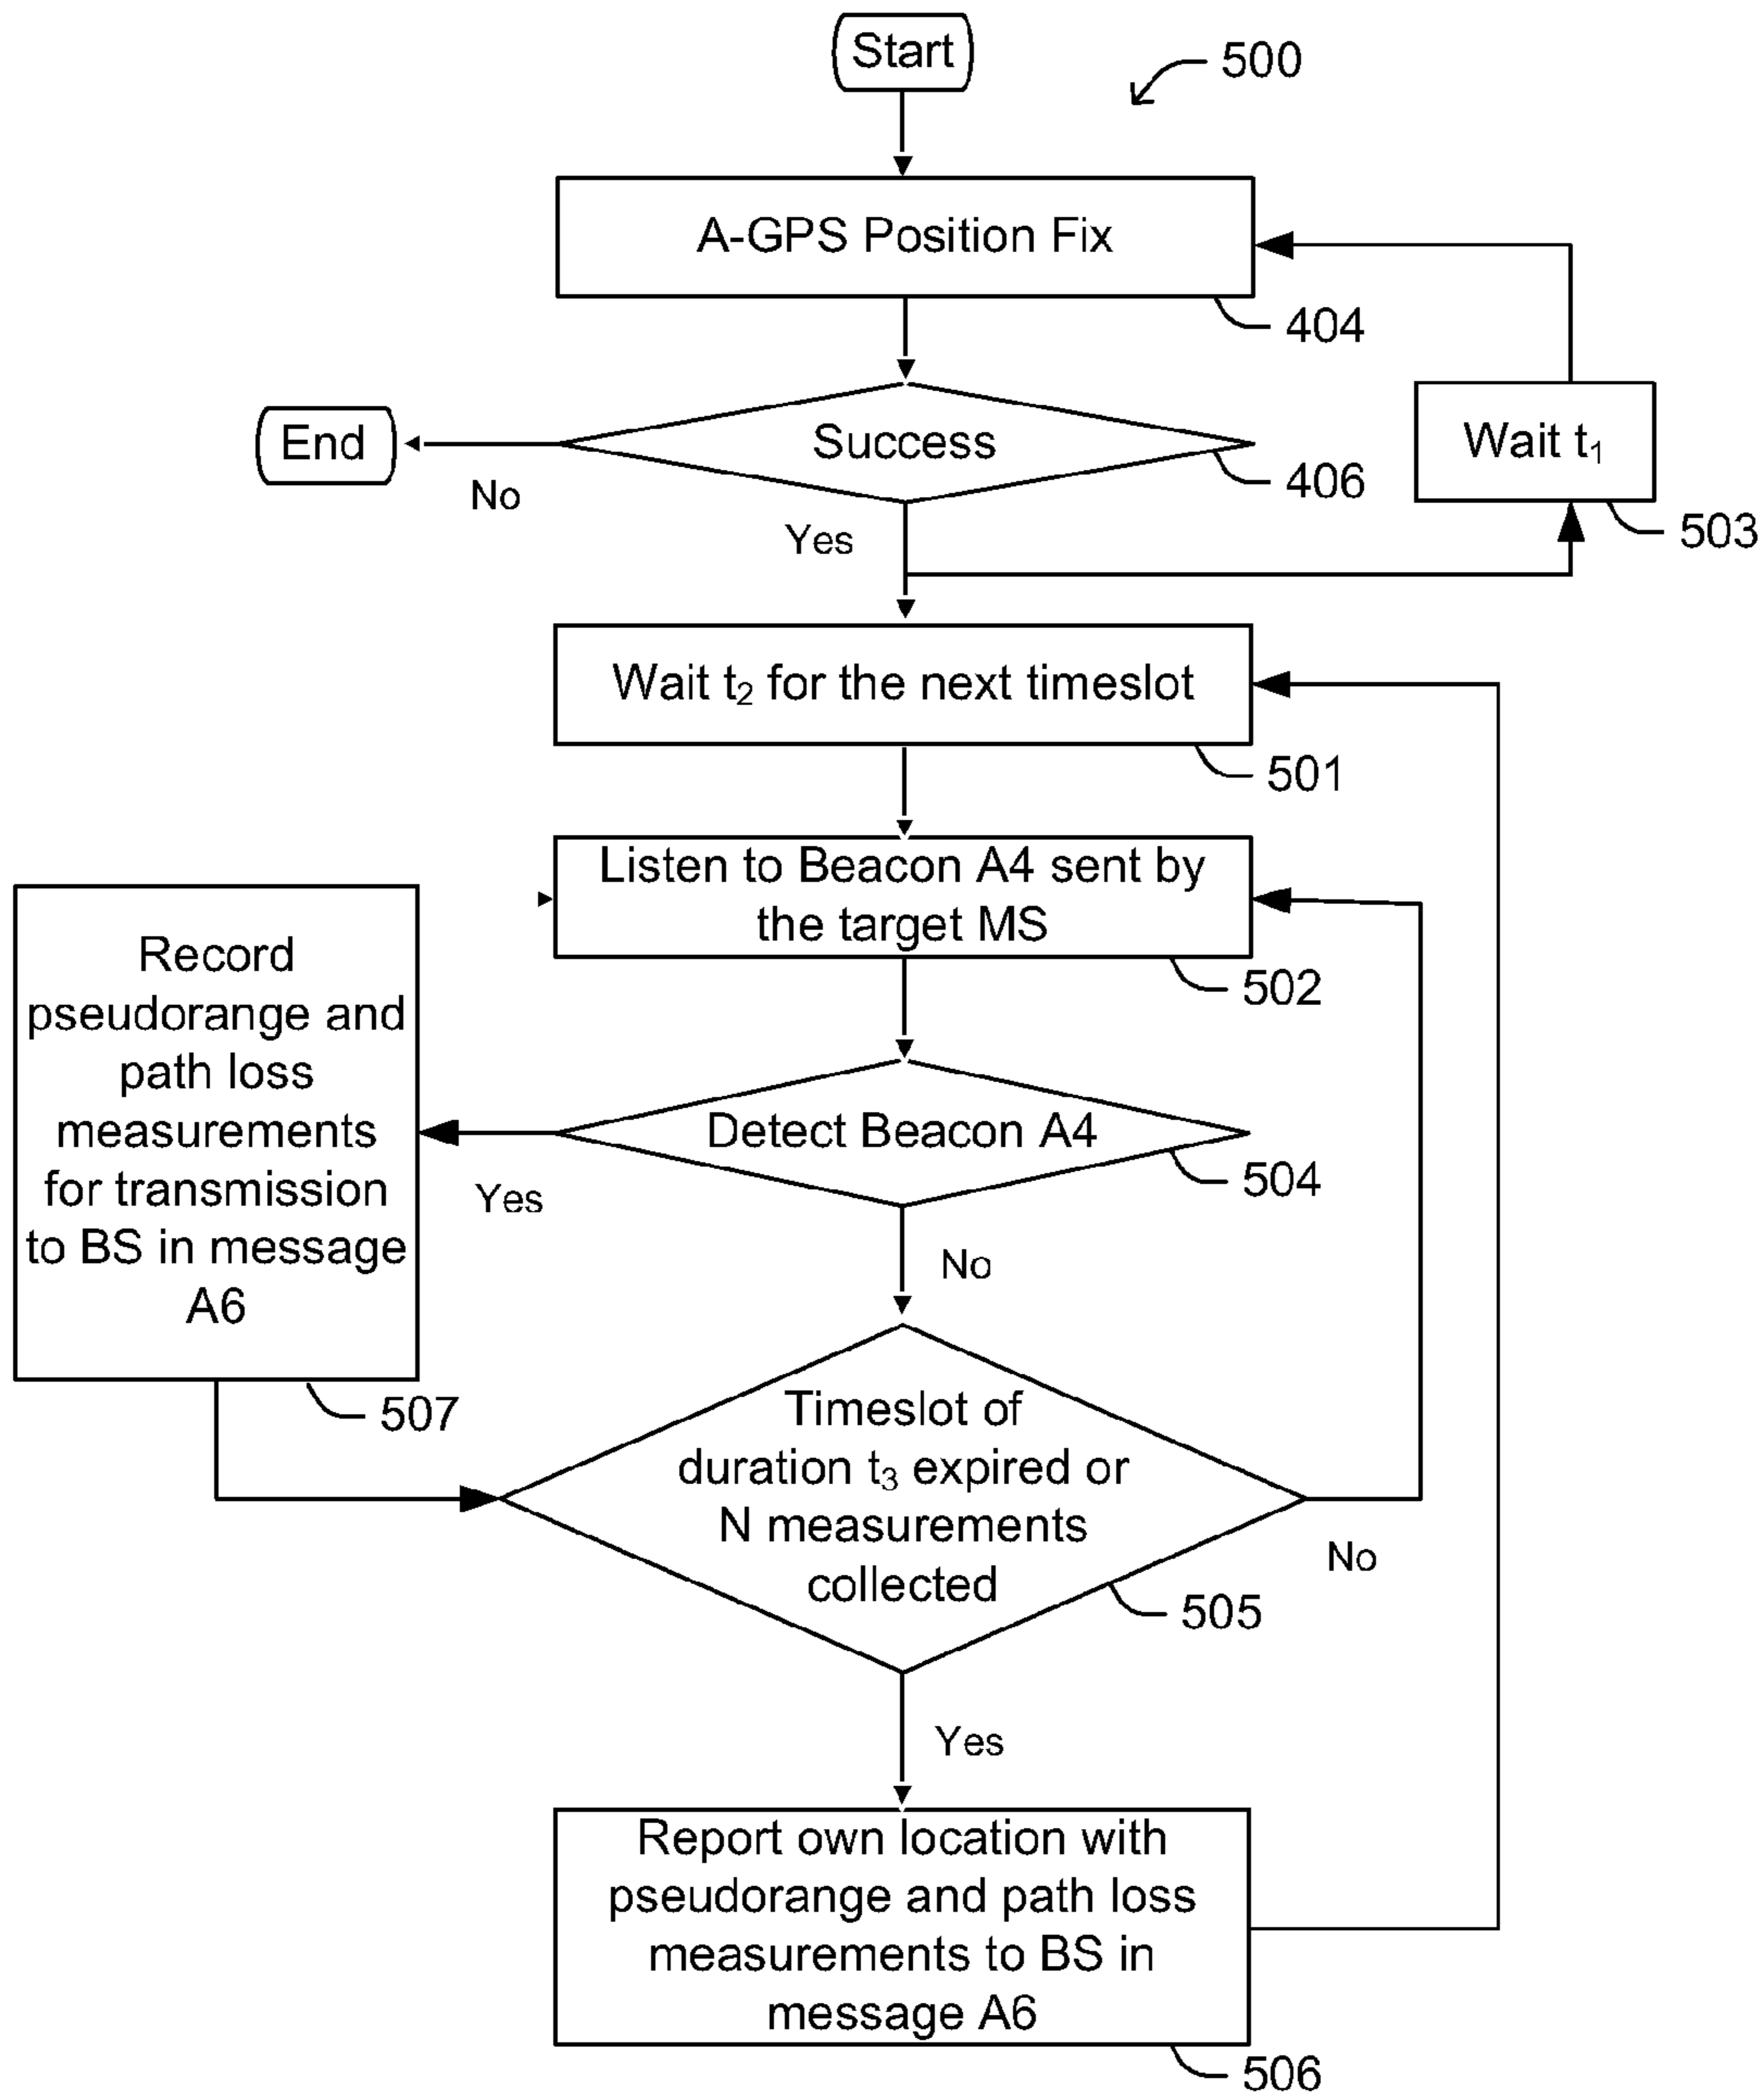 Start
500
A-GPS Position Fix
404
Success
406
End
No
Yes
Wait t₁
503
Wait t₂ for the next timeslot
501
Listen to Beacon A4 sent by
the target MS
502
Detect Beacon A4
504
Yes
No
Record
pseudorange and
path loss
measurements
for transmission
to BS in message
A6
507
Timeslot of
duration t₃ expired or
N measurements
collected
505
No
Yes
Report own location with
pseudorange and path loss
measurements to BS in
message A6
506